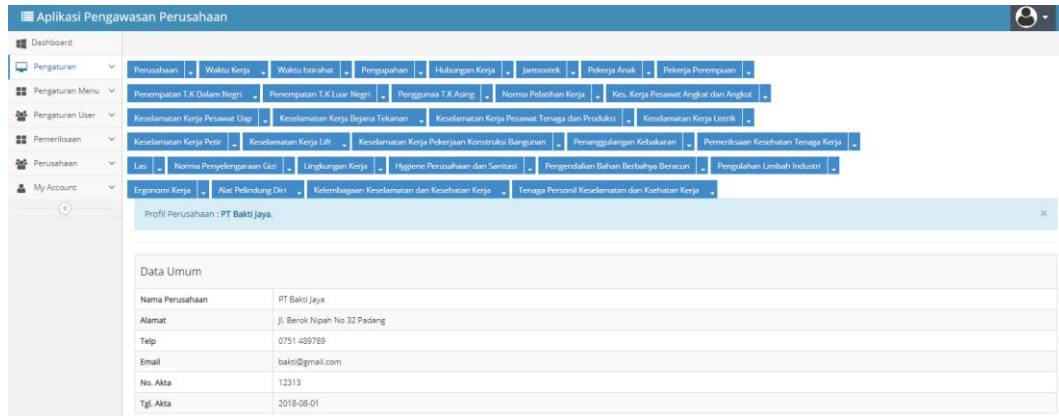 Aplikasi Pengawasan Perusahaan
Dashboard
Pengaturan
Pengaturan Menu
Pengaturan User
Pemeriksaan
Perusahaan
My Account
Perusahaan Waktu Kerja Waktu Istirahat Pengupahan Hubungan Kerja Jamsostek Pekerja Anak Pekerja Perempuan
Penempatan T.K Dalam Negri Penempatan T.K Luar Negri Penggunaa T.K Asing Norma Pelatihan Kerja Kes. Kerja Pesawat Angkat dan Angkut
Keselamatan Kerja Pesawat Uap Keselamatan Kerja Bejana Tekanan Keselamatan Kerja Pesawat Tenaga dan Produksi Keselamatan Kerja Listrik
Keselamatan Kerja Petir Keselamatan Kerja Lift Keselamatan Kerja Pekerjaan Konstruksi Bangunan Penanggulangan Kebakaran Pemeriksaan Kesehatan Tenaga Kerja
Las Norma Penyelengaraan Gizi Lingkungan Kerja Hygiene Perusahaan dan Sanitasi Pengendalian Bahan Berbahya Beracun Pengolahan Limbah Industri
Ergonomi Kerja Alat Pelindung Diri Kelembagaan Keselamatan dan Kesehatan Kerja Tenaga Personil Keselamatan dan Ksehatan Kerja
Profil Perusahaan : PT Bakti Jaya. ×
Data Umum
Nama Perusahaan PT Bakti Jaya
Alamat Jl. Berok Nipah No 32 Padang
Telp 0751 489789
Email bakti@gmail.com
No. Akta 12313
Tgl. Akta 2018-08-01